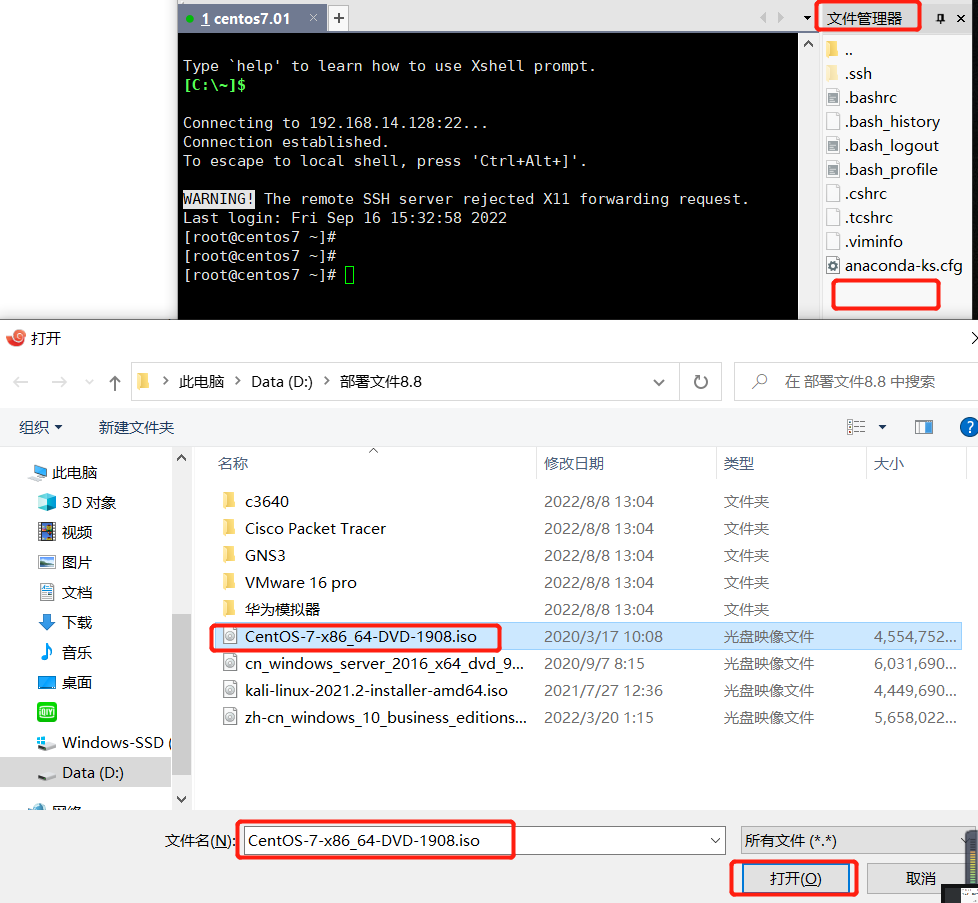 1 centos7.01
文件管理器
Type `help' to learn how to use Xshell prompt.
[C:\~]$
Connecting to 192.168.14.128:22...
Connection established.
To escape to local shell, press 'Ctrl+Alt+]'.
WARNING! The remote SSH server rejected X11 forwarding request.
Last login: Fri Sep 16 15:32:58 2022
[root@centos7 ~]#
[root@centos7 ~]#
[root@centos7 ~]#
..
.ssh
.bashrc
.bash_history
.bash_logout
.bash_profile
.cshrc
.tcshrc
.viminfo
anaconda-ks.cfg
打开
此电脑 > Data (D:) > 部署文件8.8
在 部署文件8.8 中搜索
组织
新建文件夹
此电脑
3D 对象
视频
图片
文档
下载
音乐
桌面
QIY
Windows-SSD (
Data (D:)
网络
名称 修改日期 类型 大小
c3640 2022/8/8 13:04 文件夹
Cisco Packet Tracer 2022/8/8 13:04 文件夹
GNS3 2022/8/8 13:04 文件夹
VMware 16 pro 2022/8/8 13:04 文件夹
华为模拟器 2022/8/8 13:04 文件夹
CentOS-7-x86_64-DVD-1908.iso 2020/3/17 10:08 光盘映像文件 4,554,752...
cn_windows_server_2016_x64_dvd_9... 2020/9/7 8:15 光盘映像文件 6,031,690...
kali-linux-2021.2-installer-amd64.iso 2021/7/27 12:36 光盘映像文件 4,449,690...
zh-cn_windows_10_business_editions... 2022/3/20 1:15 光盘映像文件 5,658,022...
文件名(N): CentOS-7-x86_64-DVD-1908.iso
所有文件 (*.*)
打开(O)
取消